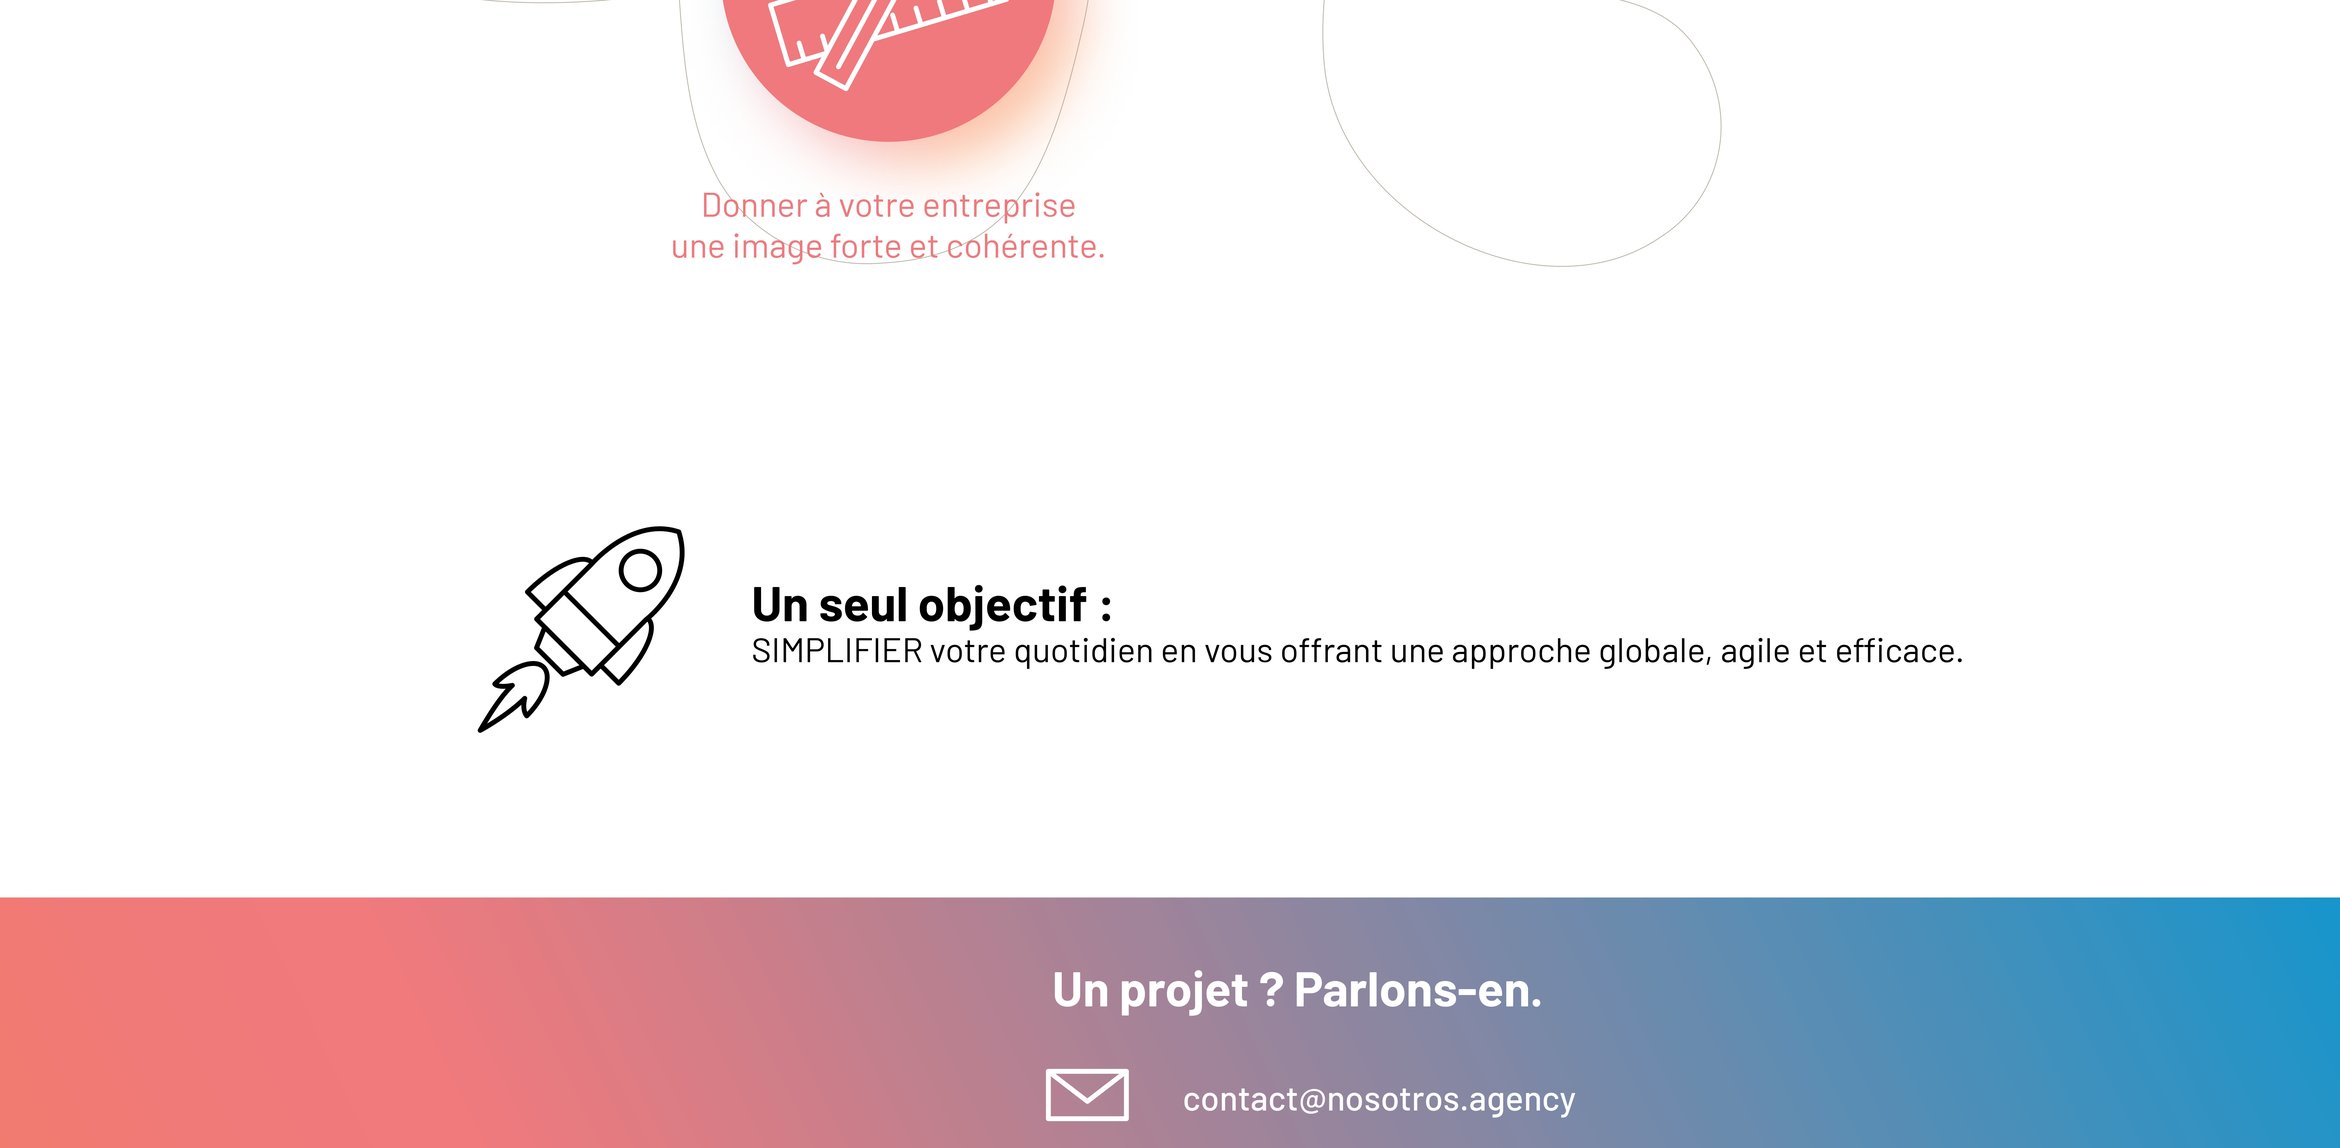 Donner à votre entreprise
une image forte et cohérente.
Un seul objectif :
SIMPLIFIER votre quotidien en vous offrant une approche globale, agile et efficace.
Un projet ? Parlons-en.
contact@nosotros.agency